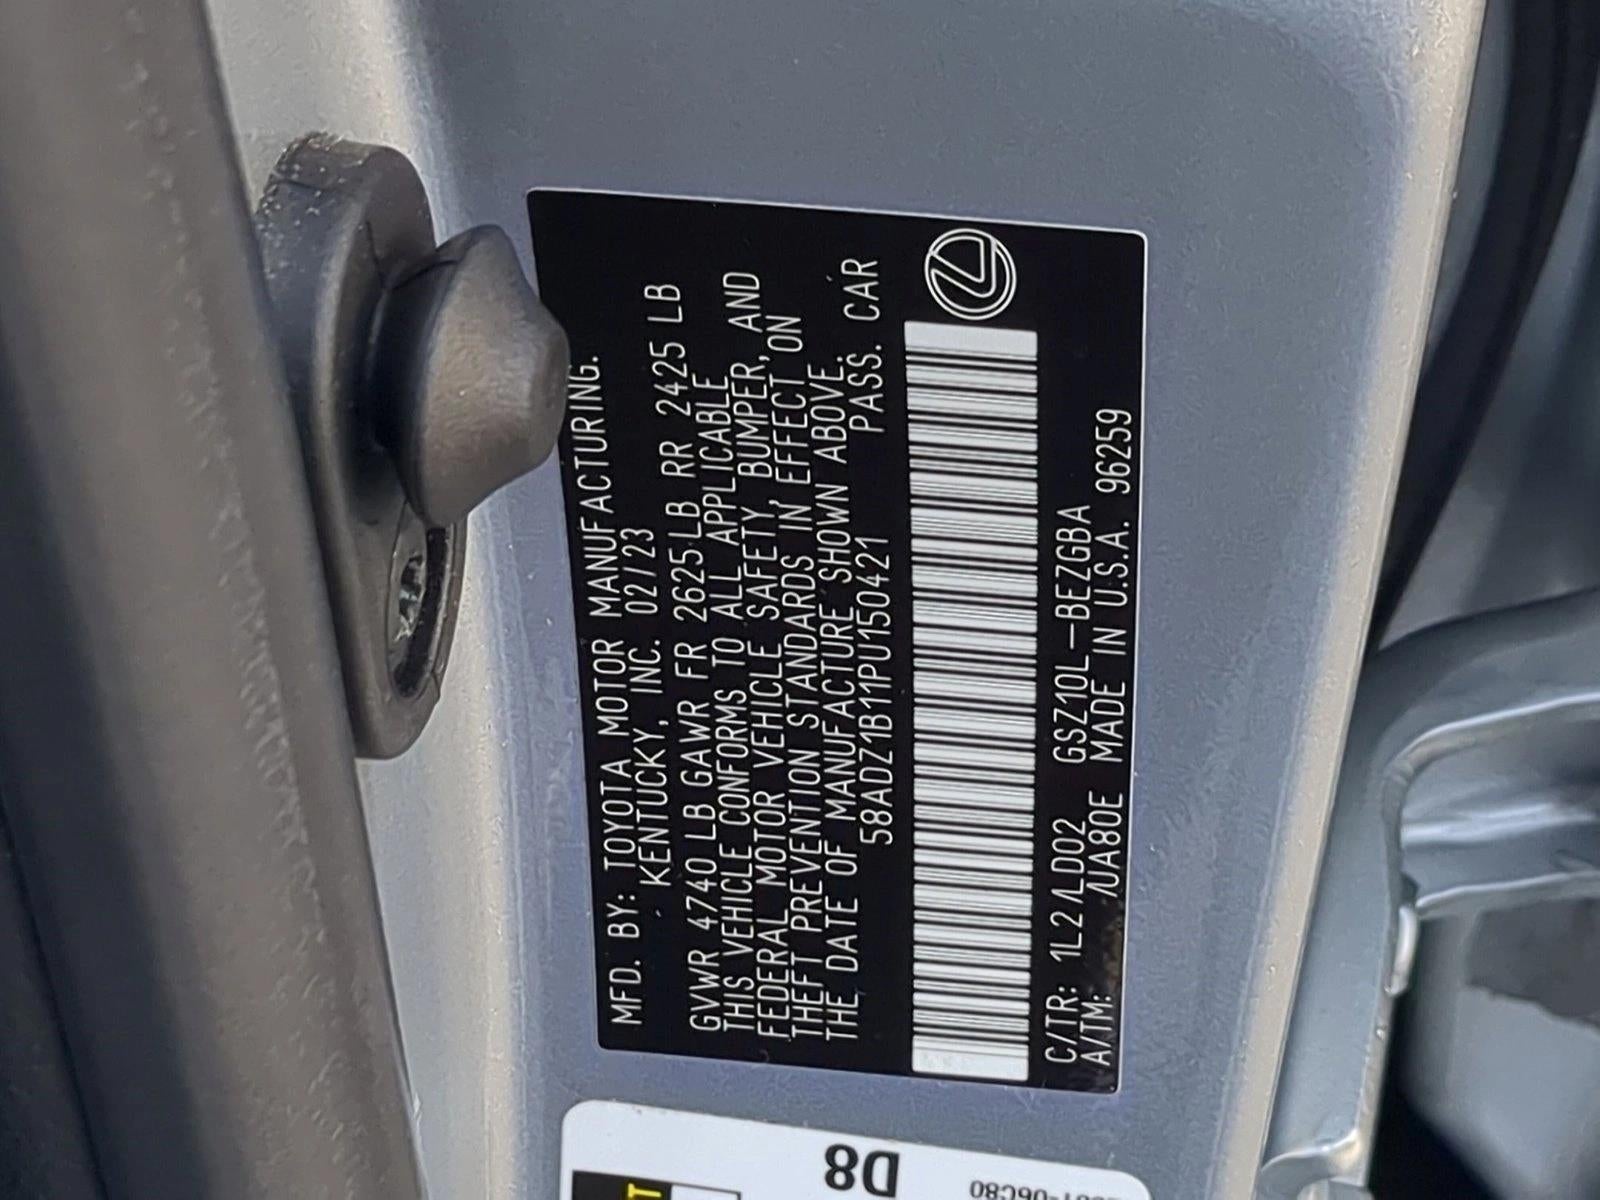 MFD. BY: TOYOTA MOTOR MANUFACTURING.
KENTUCKY, INC. 02/23
GVWR 4740 LB GAWR FR 2625LB RR 2425 LB
THIS VEHICLE CONFORMS TO ALL APPLICABLE
FEDERAL MOTOR VEHICLE SAFETY, BUMPER, AND
THEFT PREVENTION STANDARDS IN EFFECT ON
THE DATE OF MANUFACTURE SHOWN ABOVE.
58ADZ1B11PU150421 PASS. CAR
C/TR: 1L2/LD02 GSZ10L-BEZGBA
A/TM: /UA80E MADE IN U.S.A. 96259
D8